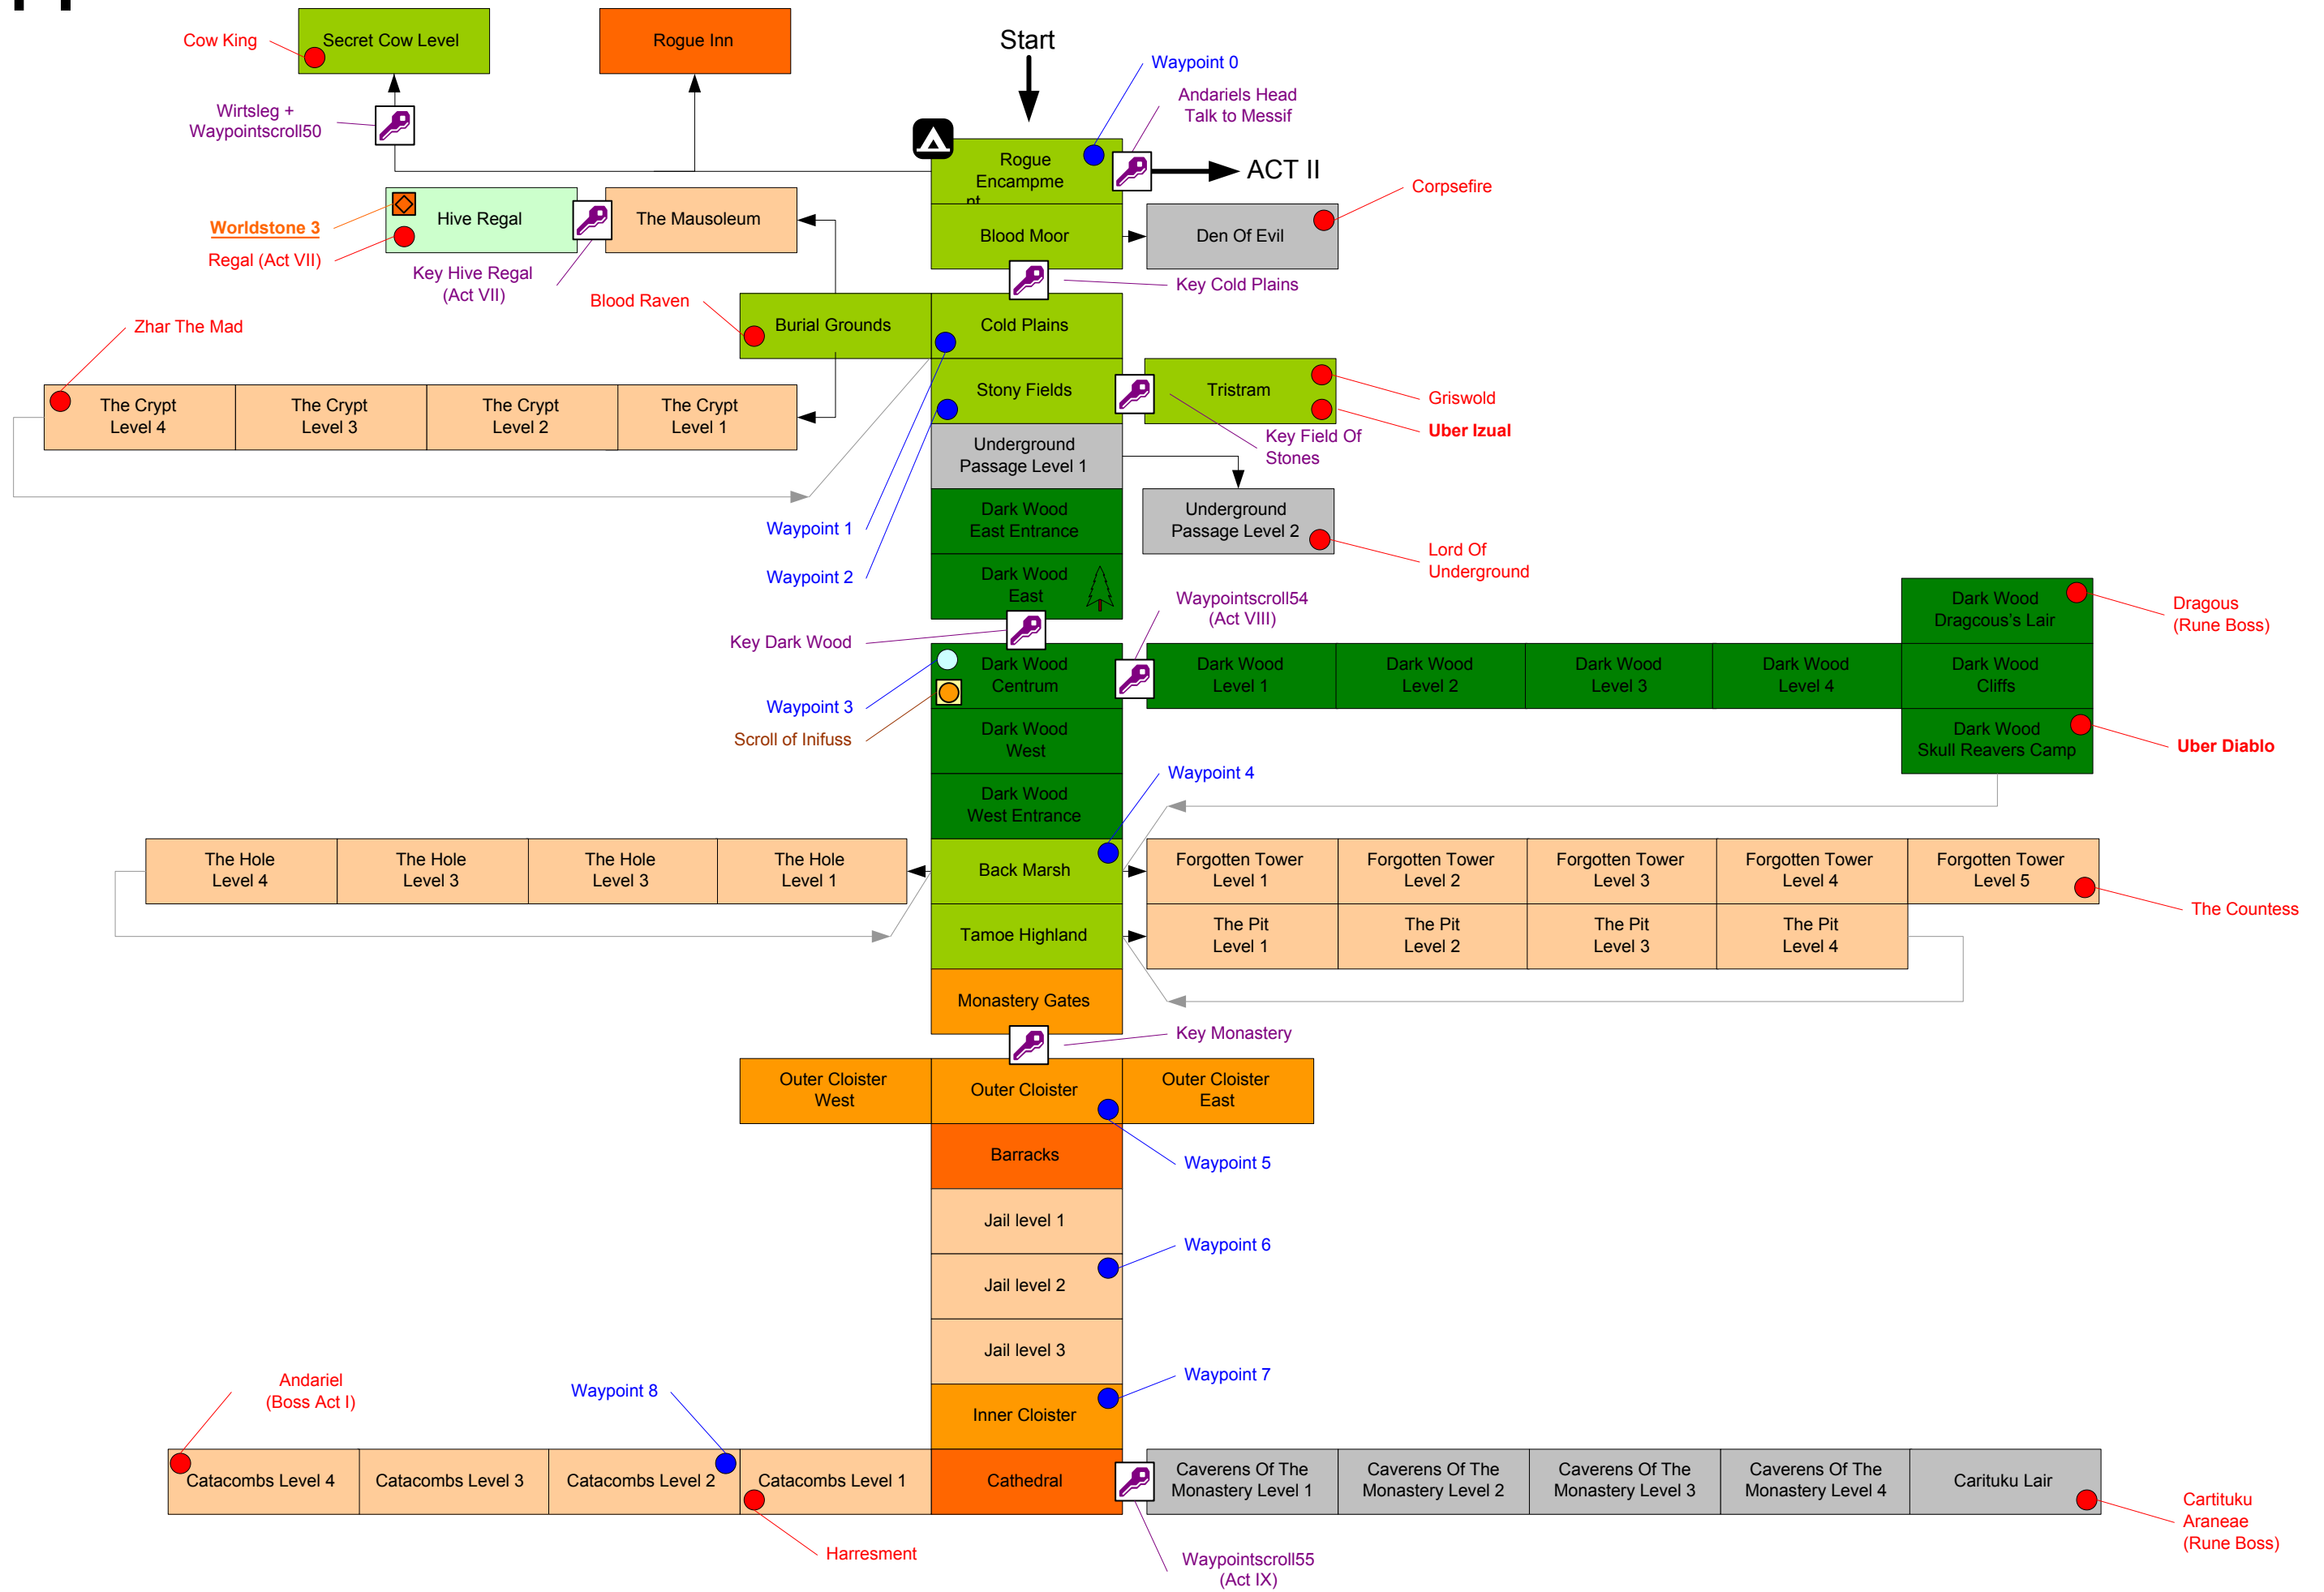 Cow King
Secret Cow Level
Rogue Inn
Start
Waypoint 0
Wirtsleg +
Waypointscroll50
Andariels Head
Talk to Messif
Rogue
Encampme
nt
ACT II
Corpsefire
Worldstone 3
Hive Regal
The Mausoleum
Regal (Act VII)
Key Hive Regal
(Act VII)
Blood Moor
Den Of Evil
Key Cold Plains
Blood Raven
Zhar The Mad
Burial Grounds
Cold Plains
The Crypt
Level 4
The Crypt
Level 3
The Crypt
Level 2
The Crypt
Level 1
Stony Fields
Tristram
Griswold
Uber Izual
Key Field Of
Stones
Underground
Passage Level 1
Waypoint 1
Dark Wood
East Entrance
Underground
Passage Level 2
Waypoint 2
Lord Of
Underground
Dark Wood
East
Waypointscroll54
(Act VIII)
Key Dark Wood
Dark Wood
Dragcous's Lair
Dragous
(Rune Boss)
Waypoint 3
Scroll of Inifuss
Dark Wood
Centrum
Dark Wood
Level 1
Dark Wood
Level 2
Dark Wood
Level 3
Dark Wood
Level 4
Dark Wood
Cliffs
Dark Wood
West
Dark Wood
Skull Reavers Camp
Uber Diablo
Waypoint 4
Dark Wood
West Entrance
The Hole
Level 4
The Hole
Level 3
The Hole
Level 3
The Hole
Level 1
Back Marsh
Forgotten Tower
Level 1
Forgotten Tower
Level 2
Forgotten Tower
Level 3
Forgotten Tower
Level 4
Forgotten Tower
Level 5
The Countess
Tamoe Highland
The Pit
Level 1
The Pit
Level 2
The Pit
Level 3
The Pit
Level 4
Monastery Gates
Key Monastery
Outer Cloister
West
Outer Cloister
Outer Cloister
East
Barracks
Waypoint 5
Jail level 1
Waypoint 6
Jail level 2
Jail level 3
Waypoint 7
Andariel
(Boss Act I)
Waypoint 8
Inner Cloister
Catacombs Level 4
Catacombs Level 3
Catacombs Level 2
Catacombs Level 1
Cathedral
Caverens Of The
Monastery Level 1
Caverens Of The
Monastery Level 2
Caverens Of The
Monastery Level 3
Caverens Of The
Monastery Level 4
Carituku Lair
Harresment
Waypointscroll55
(Act IX)
Cartituku
Araneae
(Rune Boss)